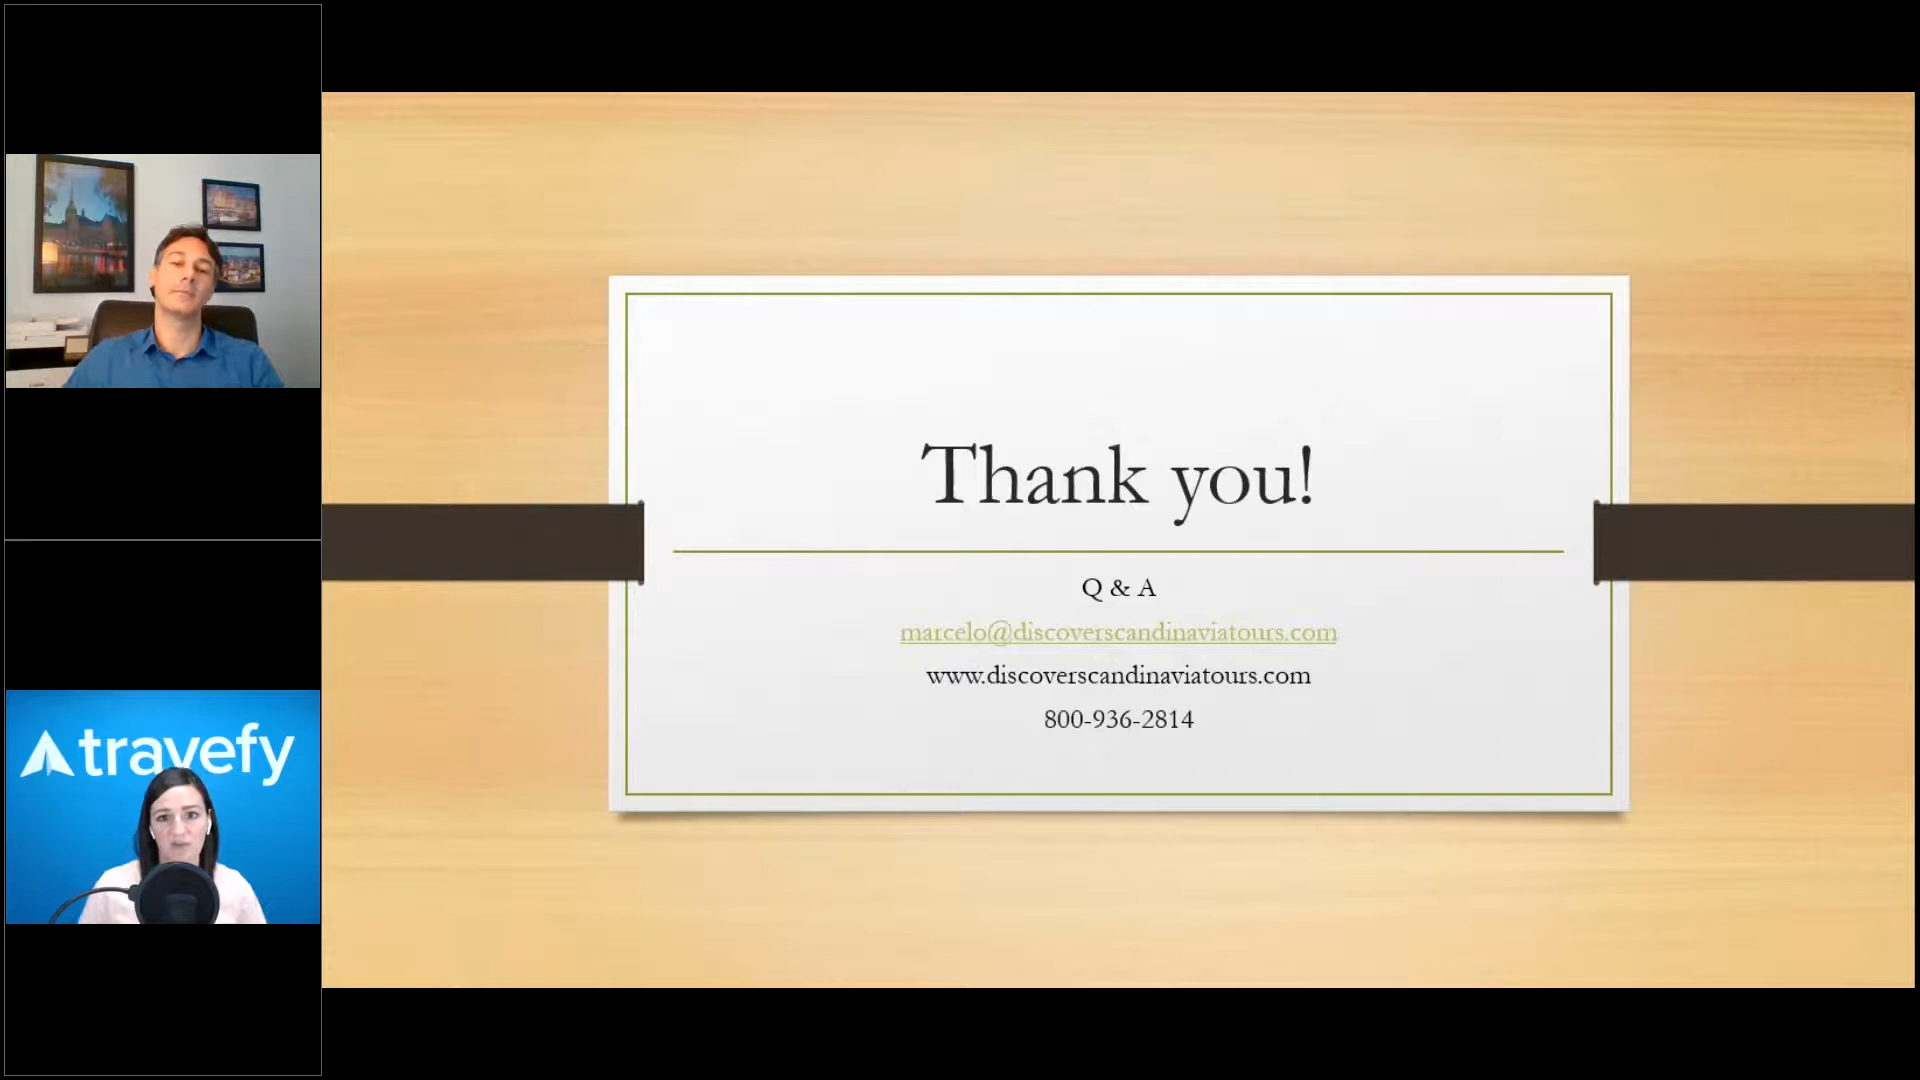 travefy
Thank you!
Q & A
marcelo@discoverscandinaviatours.com
www.discoverscandinaviatours.com
800-936-2814